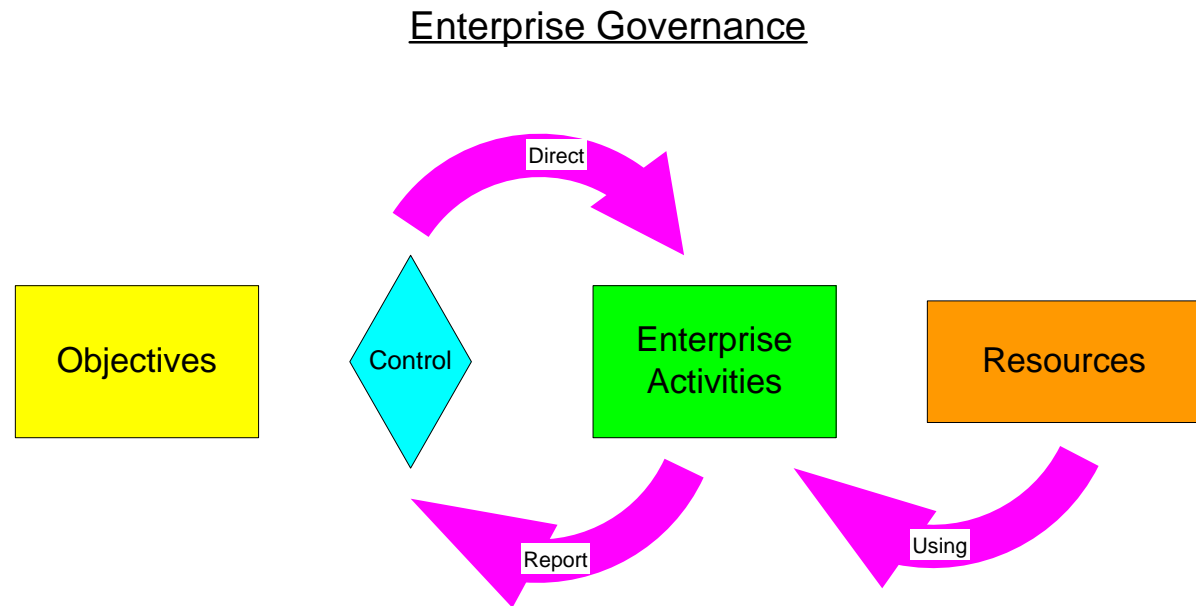 Enterprise Governance
Direct
Objectives
Control
Enterprise
Activities
Resources
Report
Using